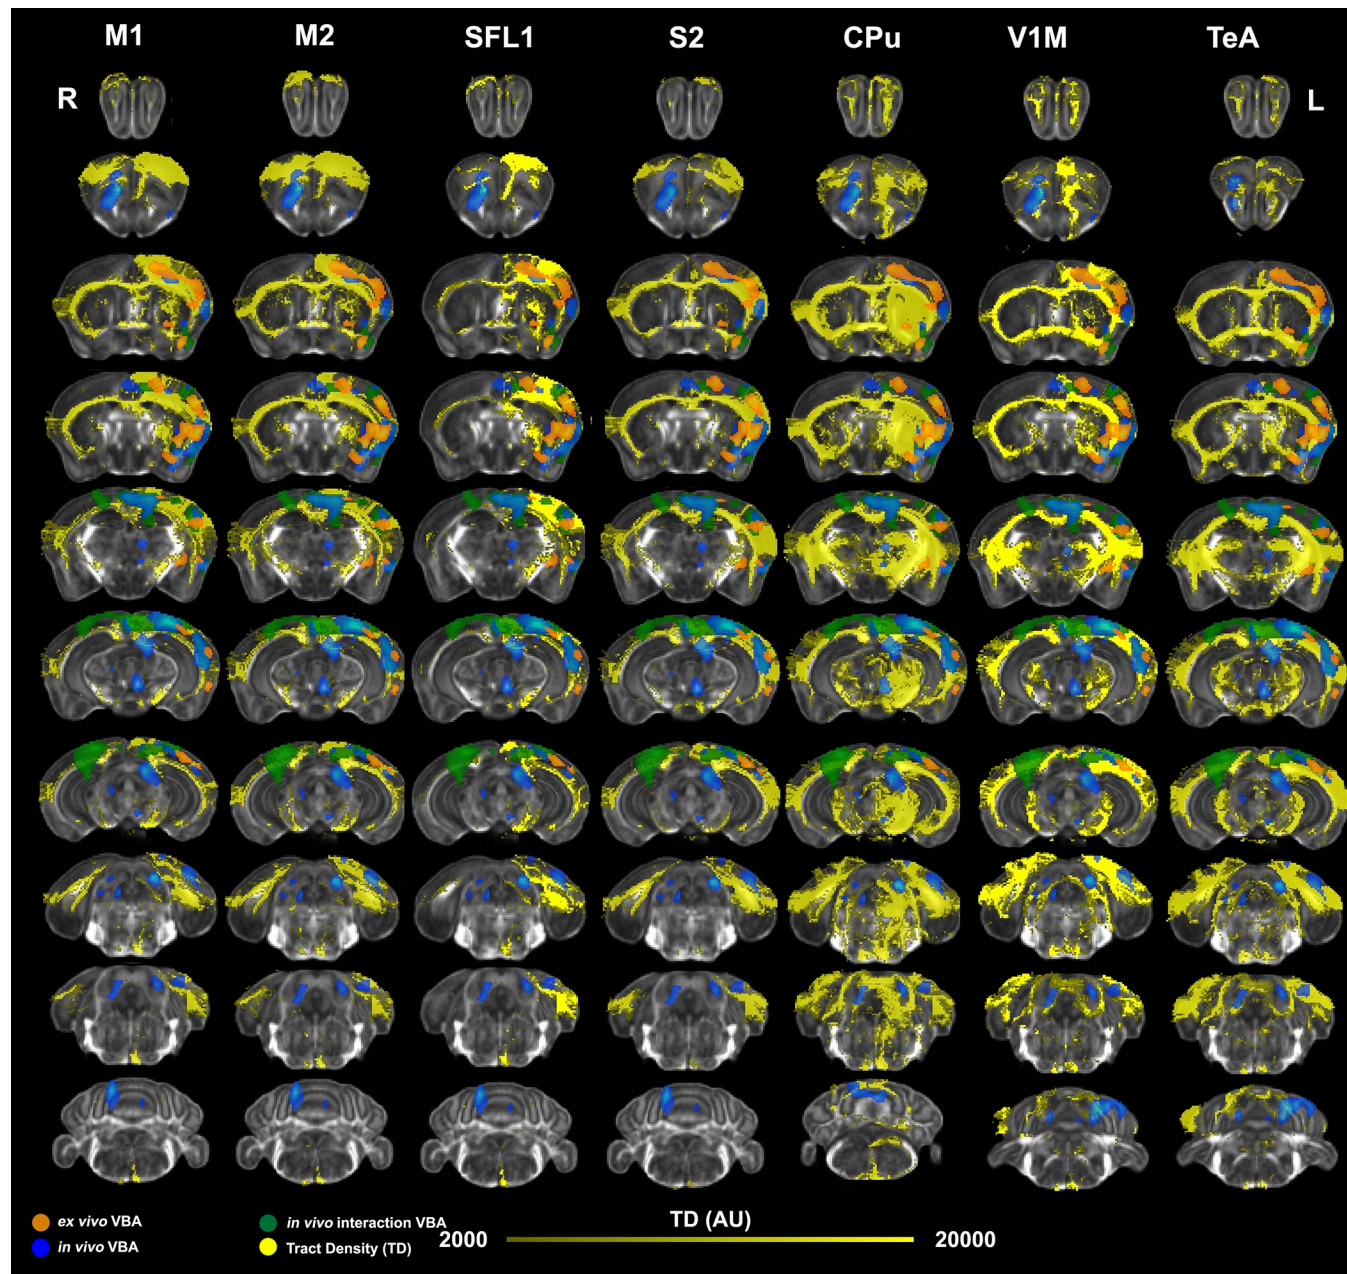 M1 M2 SFL1 S2 CPu V1M TeA
R L
ex vivo VBA
in vivo VBA
in vivo interaction VBA
Tract Density (TD)
TD (AU)
2000 20000